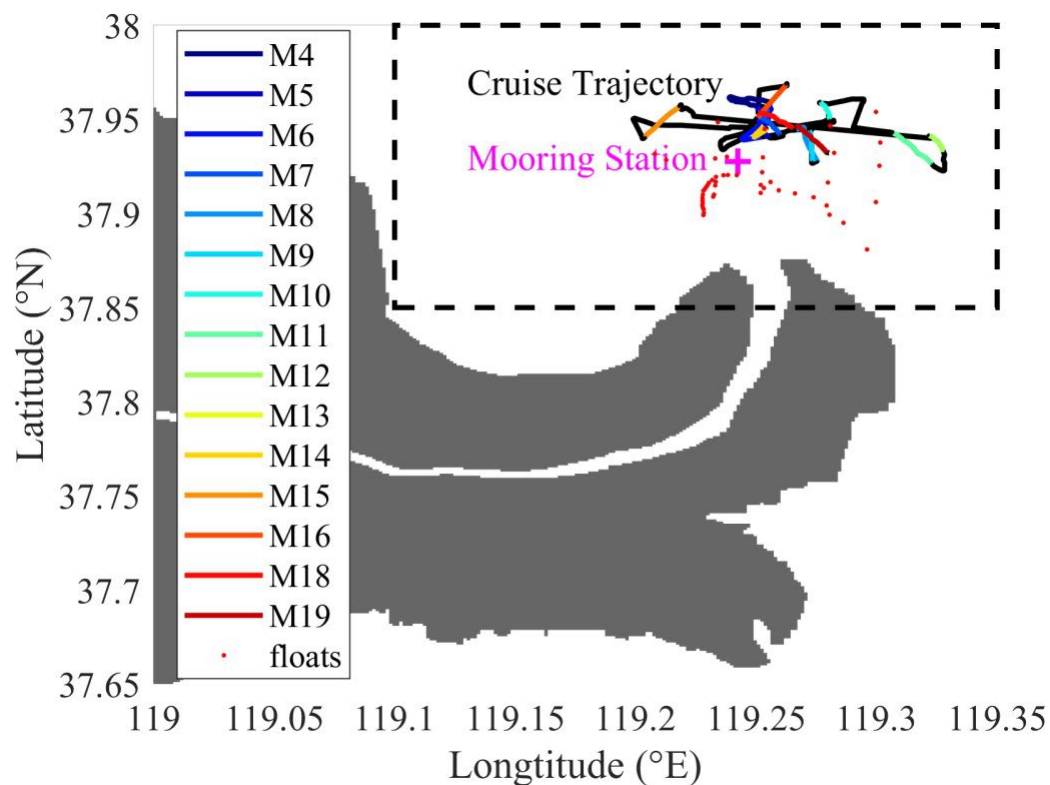 38
37.95
37.9
37.85
37.8
37.75
37.7
37.65
Latitude (°N)
M4
M5
M6
M7
M8
M9
M10
M11
M12
M13
M14
M15
M16
M18
M19
floats
Cruise Trajectory
Mooring Station
119
119.05
119.1
119.15
119.2
119.25
119.3
119.35
Longtitude (°E)